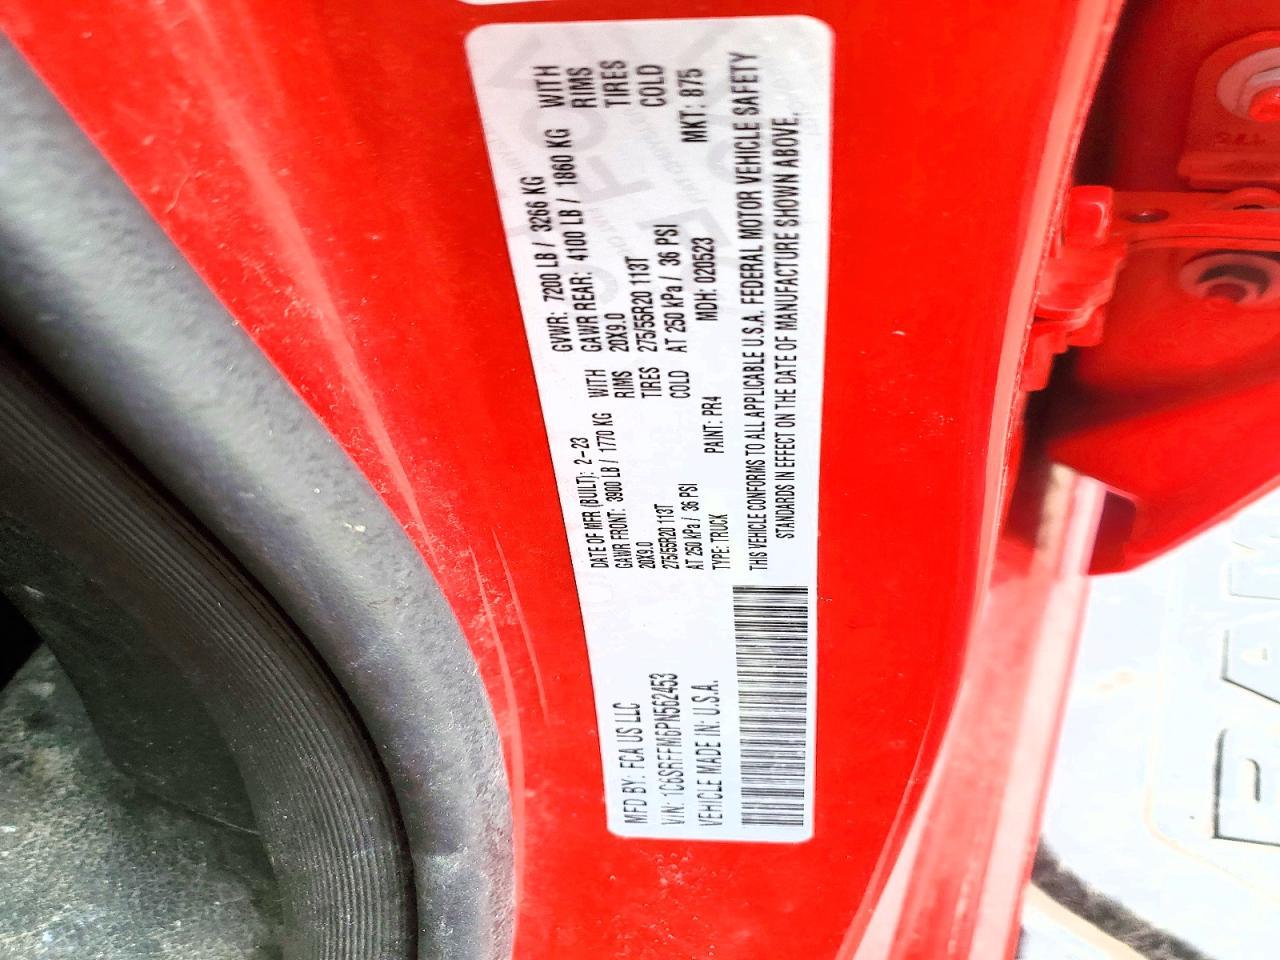 MFD BY: FCA US LLC
DATE OF MFR (BUILT): 2-23
GVWR: 7200 LB / 3266 KG
GAWR FRONT: 3900 LB / 1770 KG WITH
GAWR REAR: 4100 LB / 1860 KG WITH
20X9.0 RIMS
20X9.0 RIMS
275/55R20 113T TIRES
275/55R20 113T TIRES
AT 250 kPa / 36 PSI COLD
AT 250 kPa / 36 PSI COLD
VIN: 1C6SRFFM6PN562453
TYPE: TRUCK PAINT: PR4 MDH: 020523 MKT: 875
VEHICLE MADE IN: U.S.A.
THIS VEHICLE CONFORMS TO ALL APPLICABLE U.S.A. FEDERAL MOTOR VEHICLE SAFETY
STANDARDS IN EFFECT ON THE DATE OF MANUFACTURE SHOWN ABOVE.